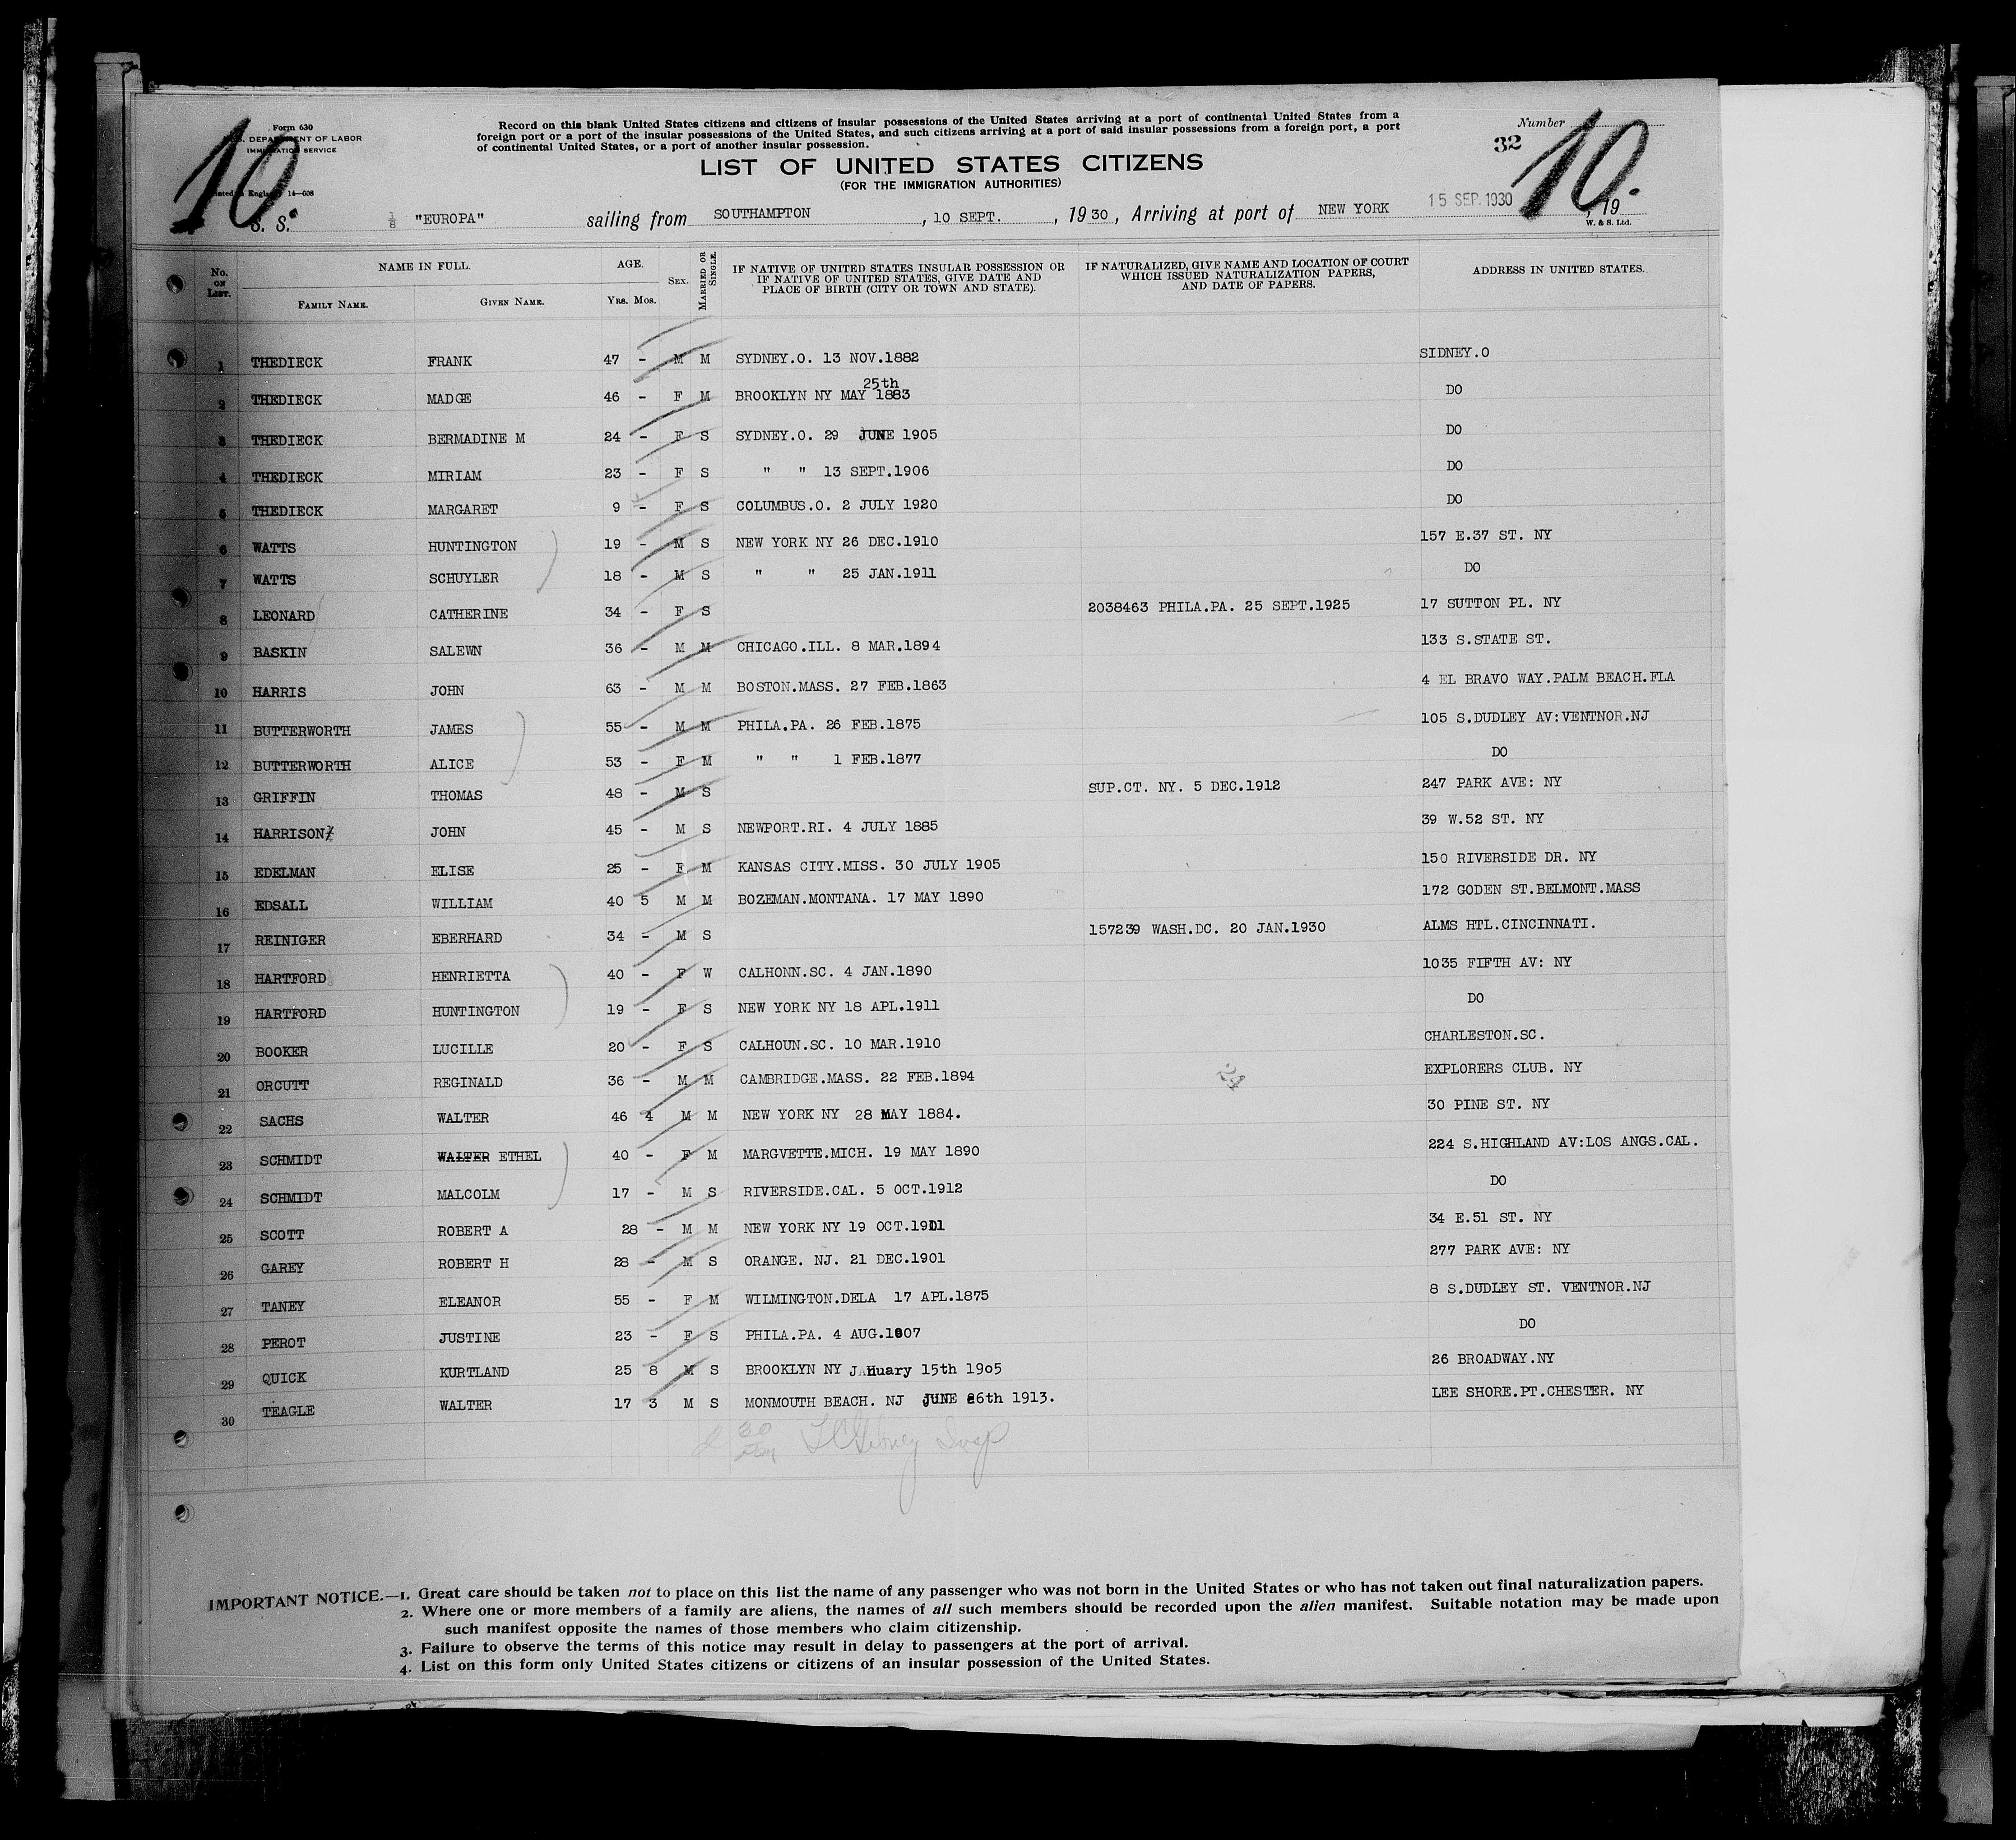 Form 630
U.S. DEPARTMENT OF LABOR
IMMIGRATION SERVICE
Printed in England 14—608
10.
Record on this blank United States citizens and citizens of insular possessions of the United States arriving at a port of continental United States from a
foreign port or a port of the insular possessions of the United States, and such citizens arriving at a port of said insular possessions from a foreign port, a port
of continental United States, or a port of another insular possession.
Number
32 10.
LIST OF UNITED STATES CITIZENS
(FOR THE IMMIGRATION AUTHORITIES)
S. S. "EUROPA" sailing from SOUTHAMPTON, 10 SEPT., 1930, Arriving at port of NEW YORK 15 SEP. 1930, 19
W. & S. Ltd.
No. ON LIST. NAME IN FULL. FAMILY NAME. GIVEN NAME. AGE. YRS. MOS. SEX. MARRIED OR SINGLE. IF NATIVE OF UNITED STATES INSULAR POSSESSION OR IF NATIVE OF UNITED STATES, GIVE DATE AND PLACE OF BIRTH (CITY OR TOWN AND STATE). IF NATURALIZED, GIVE NAME AND LOCATION OF COURT WHICH ISSUED NATURALIZATION PAPERS, AND DATE OF PAPERS. ADDRESS IN UNITED STATES.
1 THEDIECK FRANK 47 - M M SYDNEY.O. 13 NOV.1882 SIDNEY.O
2 THEDIECK MADGE 46 - F M BROOKLYN NY MAY 25th 1883 DO
3 THEDIECK BERMADINE M 24 - F S SYDNEY.O. 29 JUNE 1905 DO
4 THEDIECK MIRIAM 23 - F S " " 13 SEPT.1906 DO
5 THEDIECK MARGARET 9 - F S COLUMBUS.O. 2 JULY 1920 DO
6 WATTS HUNTINGTON 19 - M S NEW YORK NY 26 DEC.1910 157 E.37 ST. NY
7 WATTS SCHUYLER 18 - M S " " 25 JAN.1911 DO
8 LEONARD CATHERINE 34 - F S 2038463 PHILA.PA. 25 SEPT.1925 17 SUTTON PL. NY
9 BASKIN SALEWN 36 - M M CHICAGO.ILL. 8 MAR.1894 133 S.STATE ST.
10 HARRIS JOHN 63 - M M BOSTON.MASS. 27 FEB.1863 4 EL BRAVO WAY.PALM BEACH.FLA
11 BUTTERWORTH JAMES 55 - M M PHILA.PA. 26 FEB.1875 105 S.DUDLEY AV:VENTNOR.NJ
12 BUTTERWORTH ALICE 53 - F M " " 1 FEB.1877 DO
13 GRIFFIN THOMAS 48 - M S SUP.CT. NY. 5 DEC.1912 247 PARK AVE: NY
14 HARRISON JOHN 45 - M S NEWPORT.RI. 4 JULY 1885 39 W.52 ST. NY
15 EDELMAN ELISE 25 - F M KANSAS CITY.MISS. 30 JULY 1905 150 RIVERSIDE DR. NY
16 EDSALL WILLIAM 40 5 M M BOZEMAN.MONTANA. 17 MAY 1890 172 GODEN ST.BELMONT.MASS
17 REINIGER EBERHARD 34 - M S 157239 WASH.DC. 20 JAN.1930 ALMS HTL.CINCINNATI.
18 HARTFORD HENRIETTA 40 - F W CALHONN.SC. 4 JAN.1890 1035 FIFTH AV: NY
19 HARTFORD HUNTINGTON 19 - F S NEW YORK NY 18 APL.1911 DO
20 BOOKER LUCILLE 20 - F S CALHOUN.SC. 10 MAR.1910 CHARLESTON.SC.
21 ORCUTT REGINALD 36 - M M CAMBRIDGE.MASS. 22 FEB.1894 24 EXPLORERS CLUB. NY
22 SACHS WALTER 46 4 M M NEW YORK NY 28 MAY 1884. 30 PINE ST. NY
23 SCHMIDT WALTER ETHEL 40 - F M MARGVETTE.MICH. 19 MAY 1890 224 S.HIGHLAND AV:LOS ANGS.CAL.
24 SCHMIDT MALCOLM 17 - M S RIVERSIDE.CAL. 5 OCT.1912 DO
25 SCOTT ROBERT A 28 - M M NEW YORK NY 19 OCT. 34 E.51 ST. NY
26 GAREY ROBERT H 28 - M S ORANGE. NJ. 21 DEC.1901 277 PARK AVE: NY
27 TANEY ELEANOR 55 - F M WILMINGTON.DELA 17 APL.1875 8 S.DUDLEY ST. VENTNOR.NJ
28 PEROT JUSTINE 23 - F S PHILA.PA. 4 AUG.1907 DO
29 QUICK KURTLAND 25 8 M S BROOKLYN NY JANuary 15th 1905 26 BROADWAY.NY
30 TEAGLE WALTER 17 3 M S MONMOUTH BEACH. NJ JUNE 26th 1913. LEE SHORE.PT.CHESTER. NY
30
IMPORTANT NOTICE.—1. Great care should be taken not to place on this list the name of any passenger who was not born in the United States or who has not taken out final naturalization papers.
2. Where one or more members of a family are aliens, the names of all such members should be recorded upon the alien manifest. Suitable notation may be made upon
such manifest opposite the names of those members who claim citizenship.
3. Failure to observe the terms of this notice may result in delay to passengers at the port of arrival.
4. List on this form only United States citizens or citizens of an insular possession of the United States.